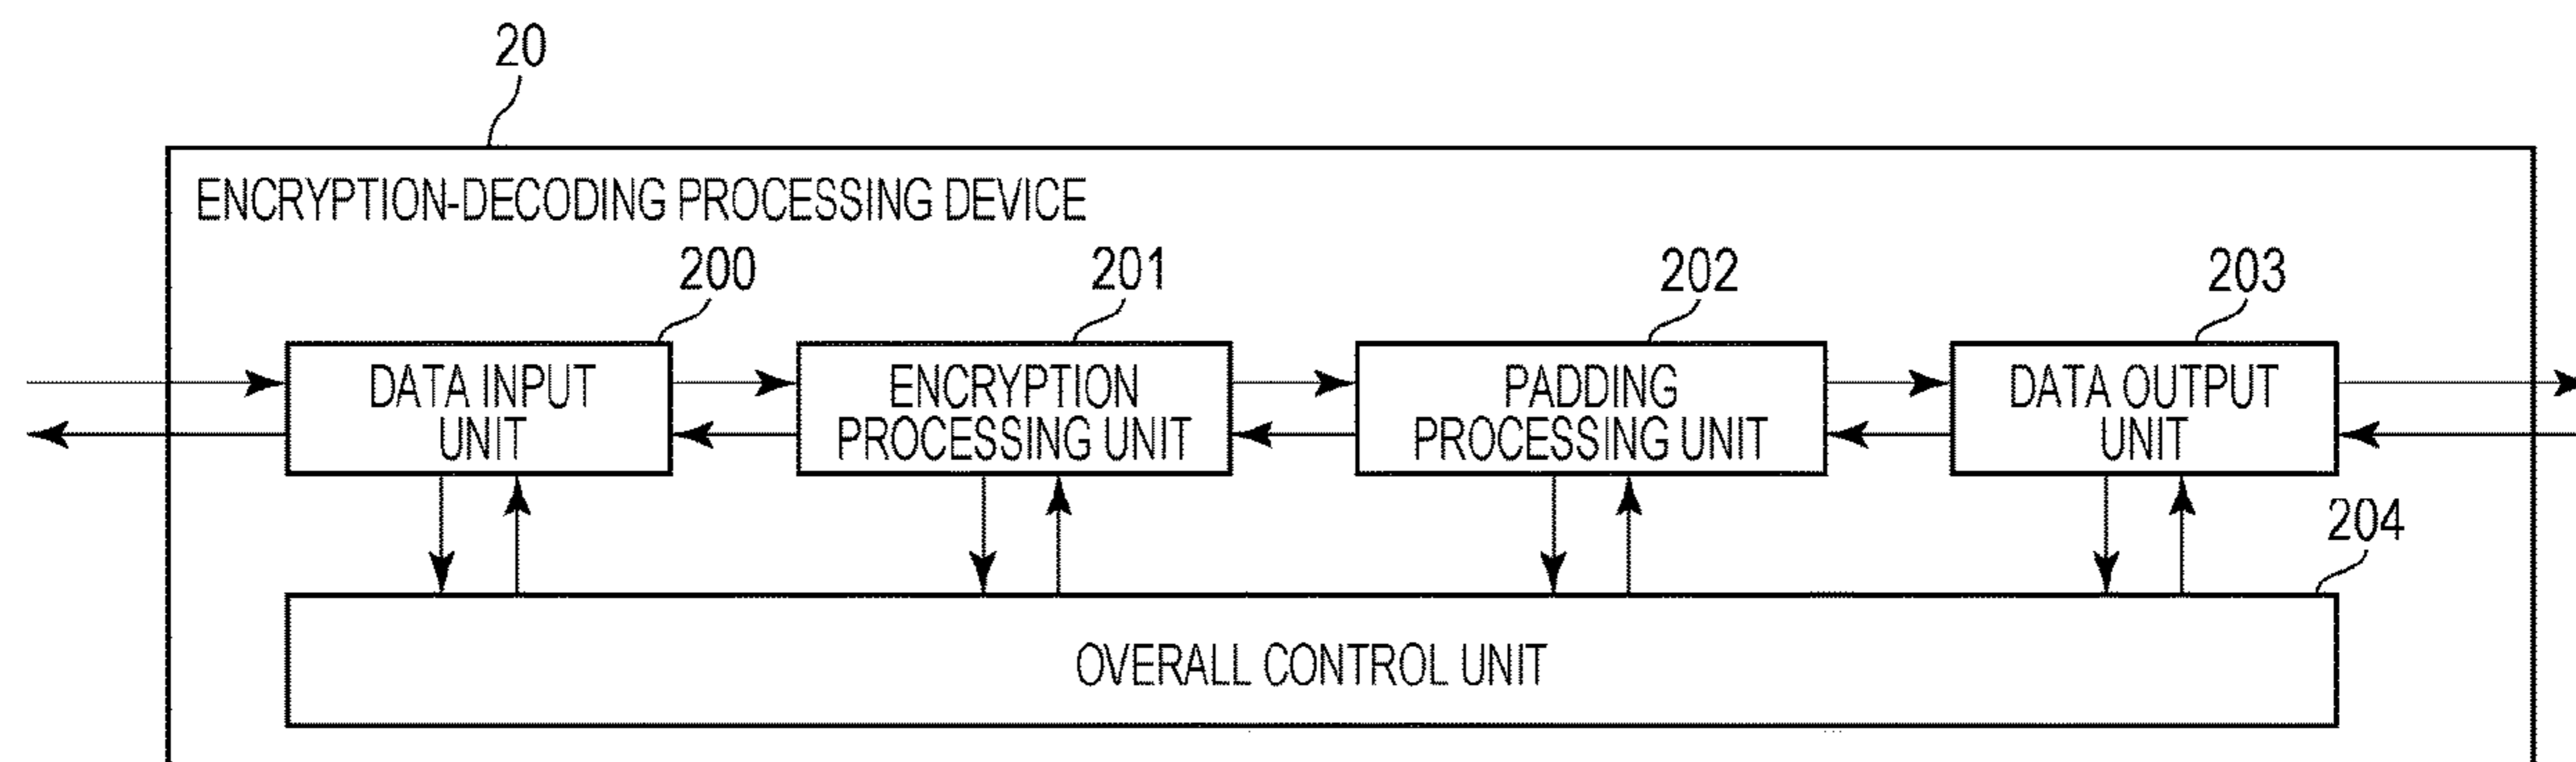 20
ENCRYPTION-DECODING PROCESSING DEVICE
200
201
202
203
DATA INPUT
UNIT
ENCRYPTION
PROCESSING UNIT
PADDING
PROCESSING UNIT
DATA OUTPUT
UNIT
204
OVERALL CONTROL UNIT